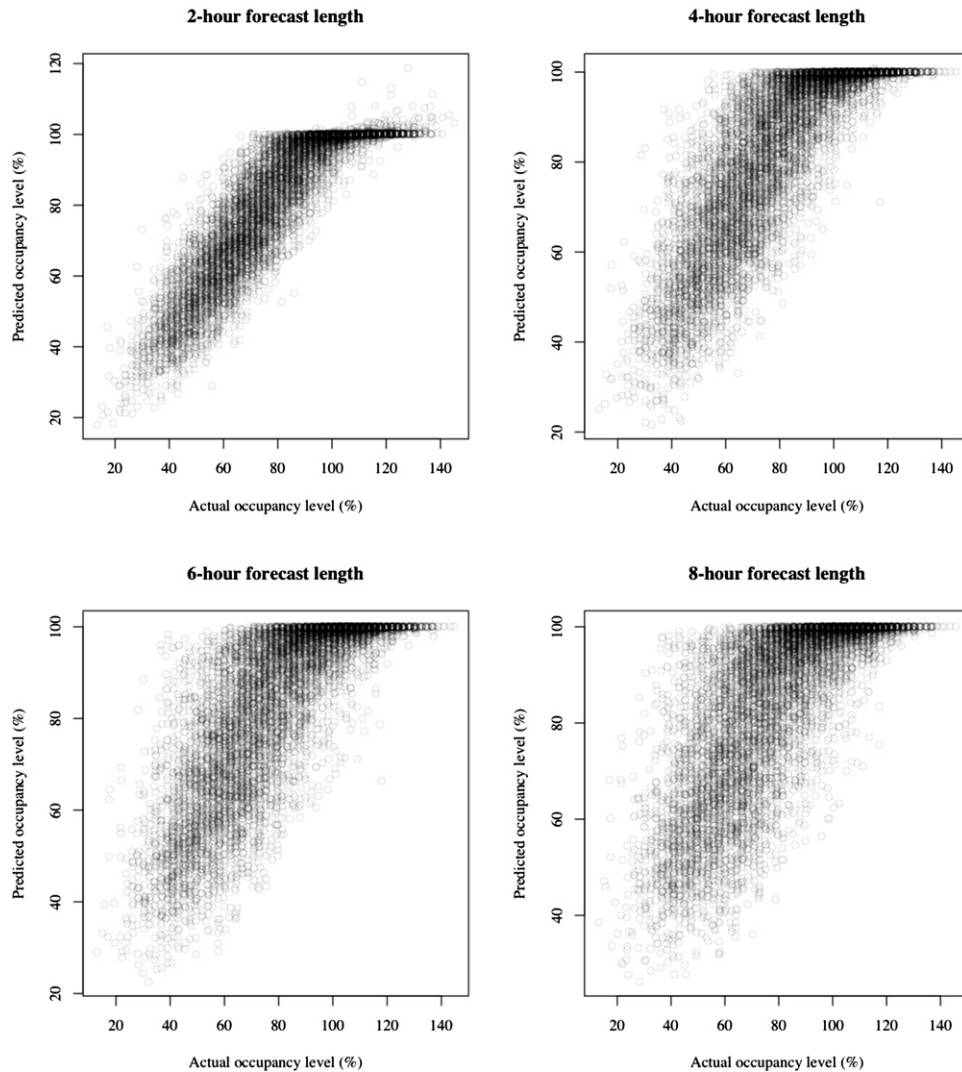 2-hour forecast length
Predicted occupancy level (%)
120
100
80
60
40
20
20 40 60 80 100 120 140
Actual occupancy level (%)
4-hour forecast length
Predicted occupancy level (%)
100
80
60
40
20
20 40 60 80 100 120 140
Actual occupancy level (%)
6-hour forecast length
Predicted occupancy level (%)
100
80
60
40
20
20 40 60 80 100 120 140
Actual occupancy level (%)
8-hour forecast length
Predicted occupancy level (%)
100
80
60
40
20 40 60 80 100 120 140
Actual occupancy level (%)